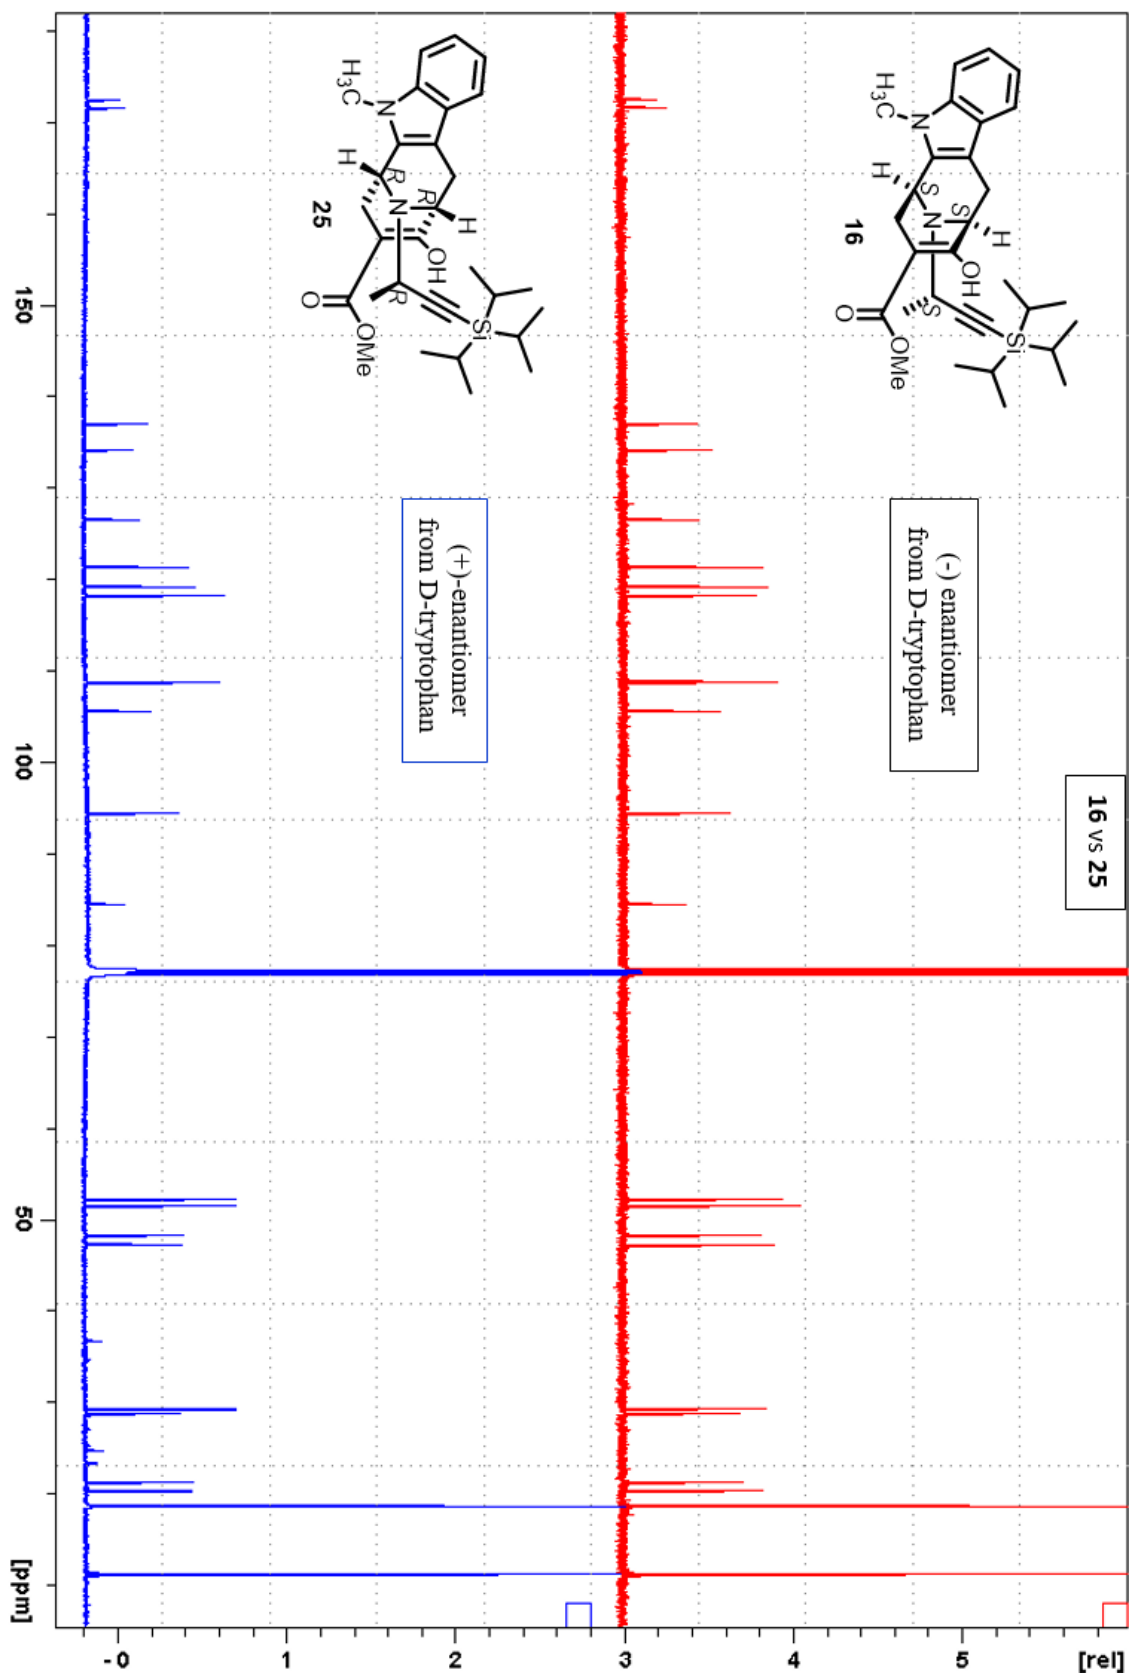 16 vs 25
(-) enantiomer
from D-tryptophan
H₃C
N
H
S
N
S
H
OH
S
O
OMe
Si
16
(+)-enantiomer
from D-tryptophan
H₃C
N
H
R
N
R
H
OH
R
O
OMe
Si
25
150
100
50
[ppm]
- 0
1
2
3
4
5
[rel]